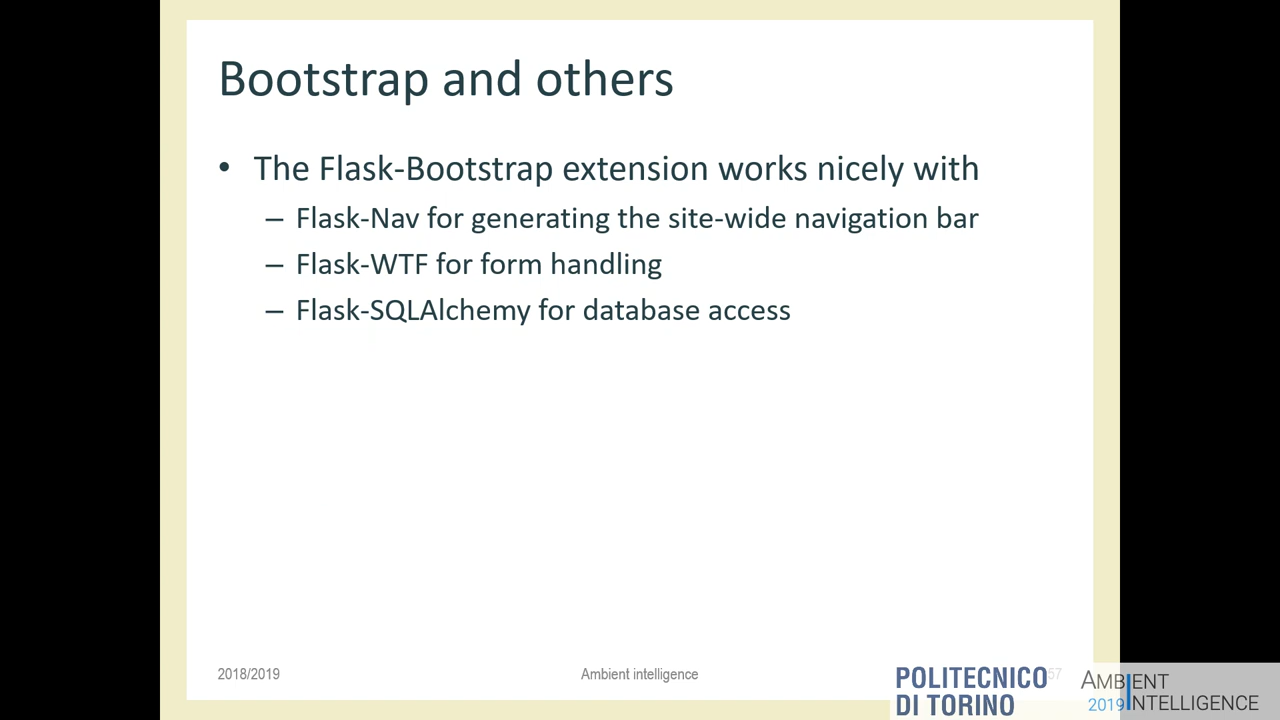 Bootstrap and others
• The Flask-Bootstrap extension works nicely with
– Flask-Nav for generating the site-wide navigation bar
– Flask-WTF for form handling
– Flask-SQLAlchemy for database access
2018/2019
Ambient intelligence
57
POLITECNICO
DI TORINO
AMBIENT
2019 INTELLIGENCE